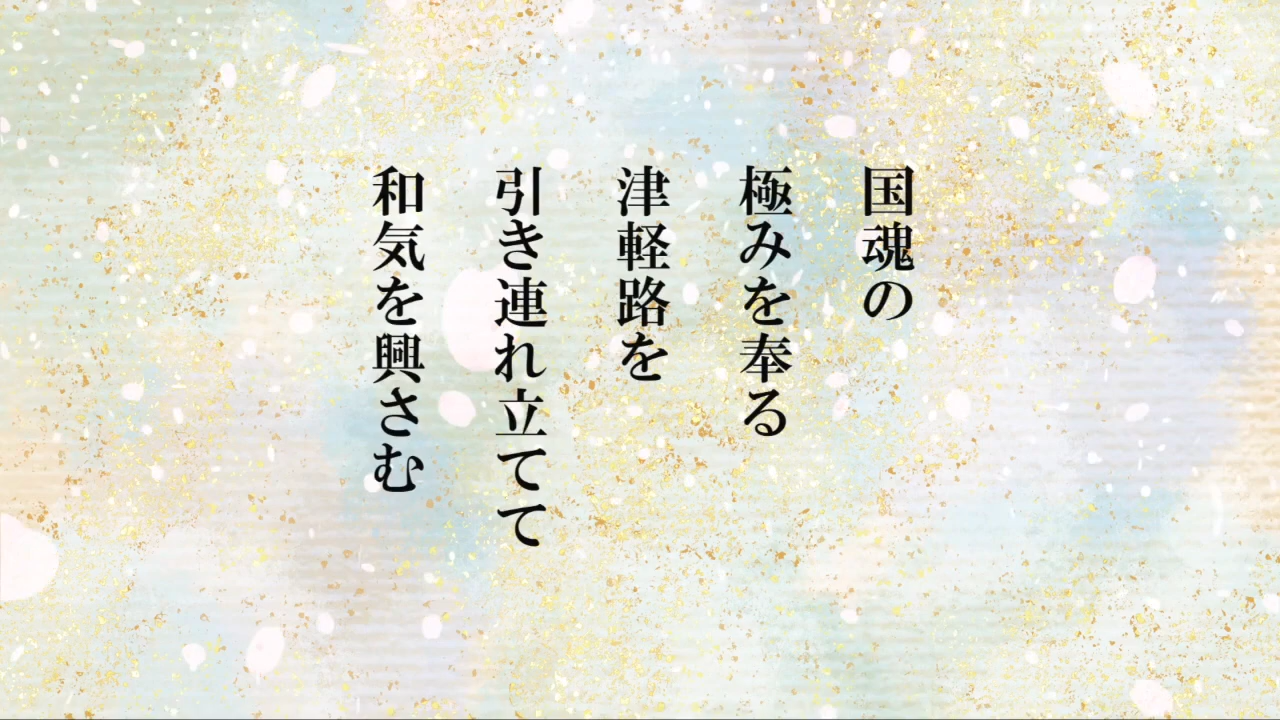 国魂の
極みを奉る
津軽路を
引き連れ立てて
和気を興さむ